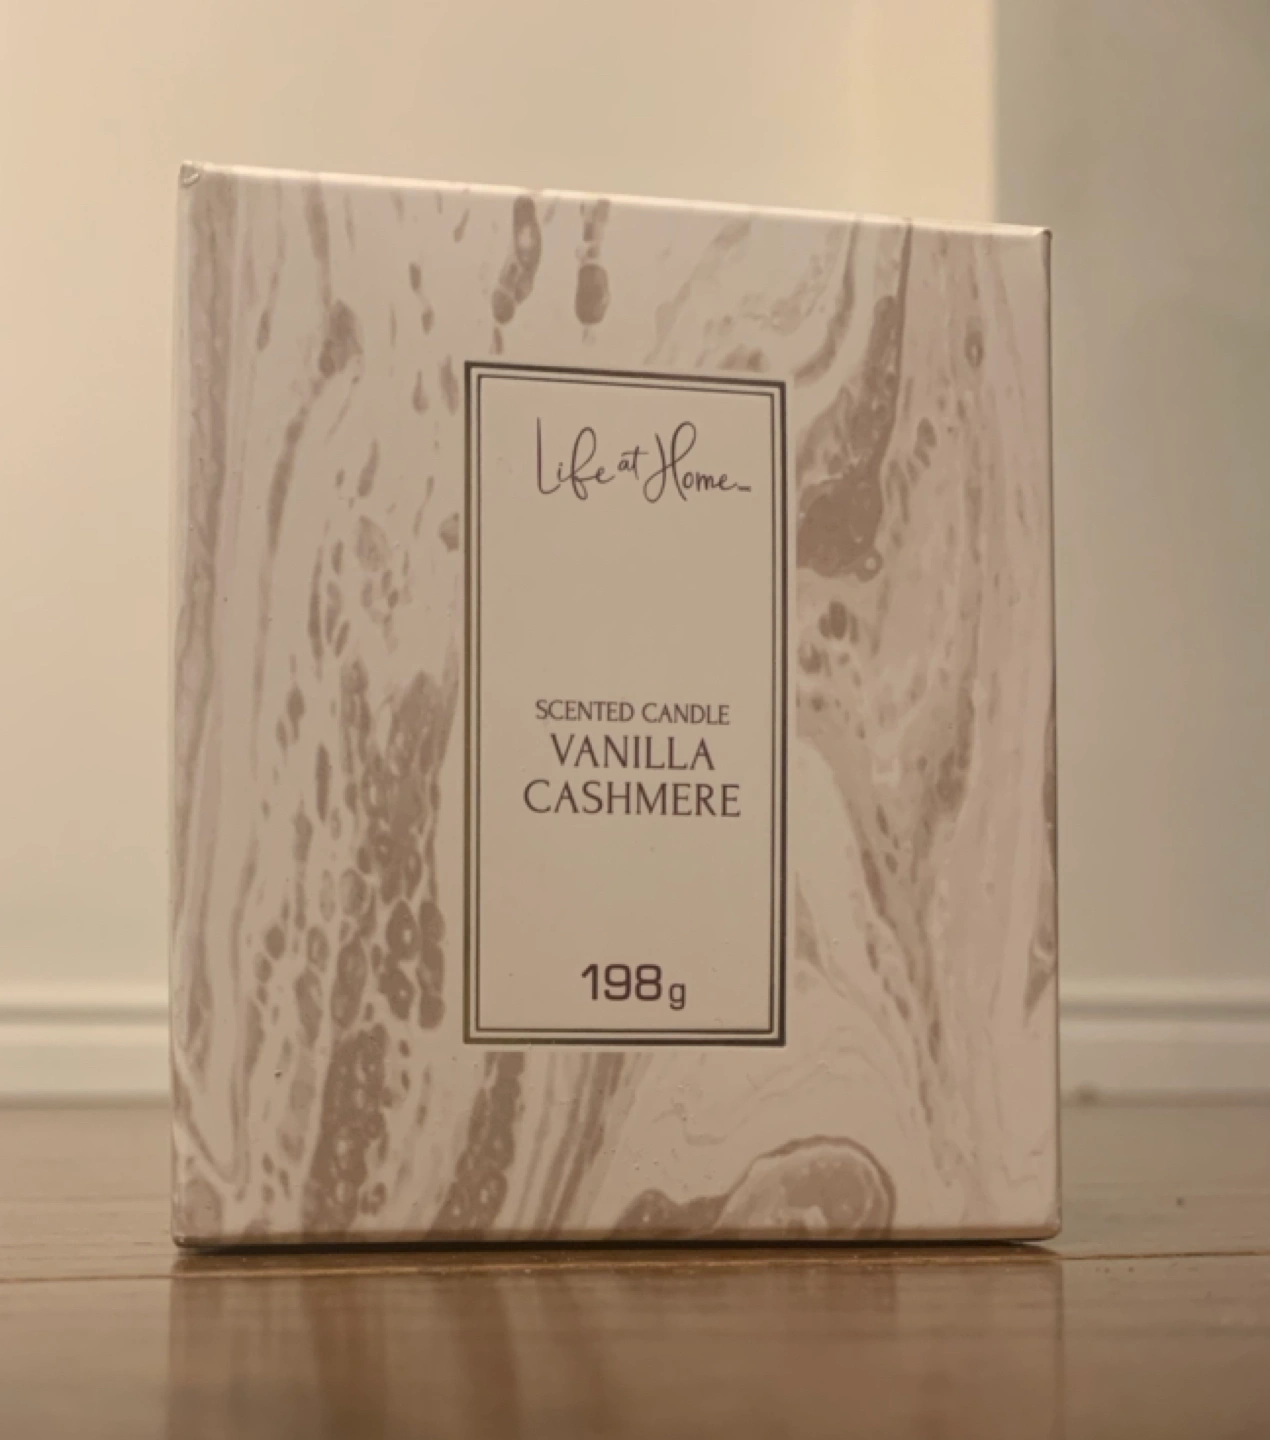 Life at Home
SCENTED CANDLE
VANILLA
CASHMERE
198g